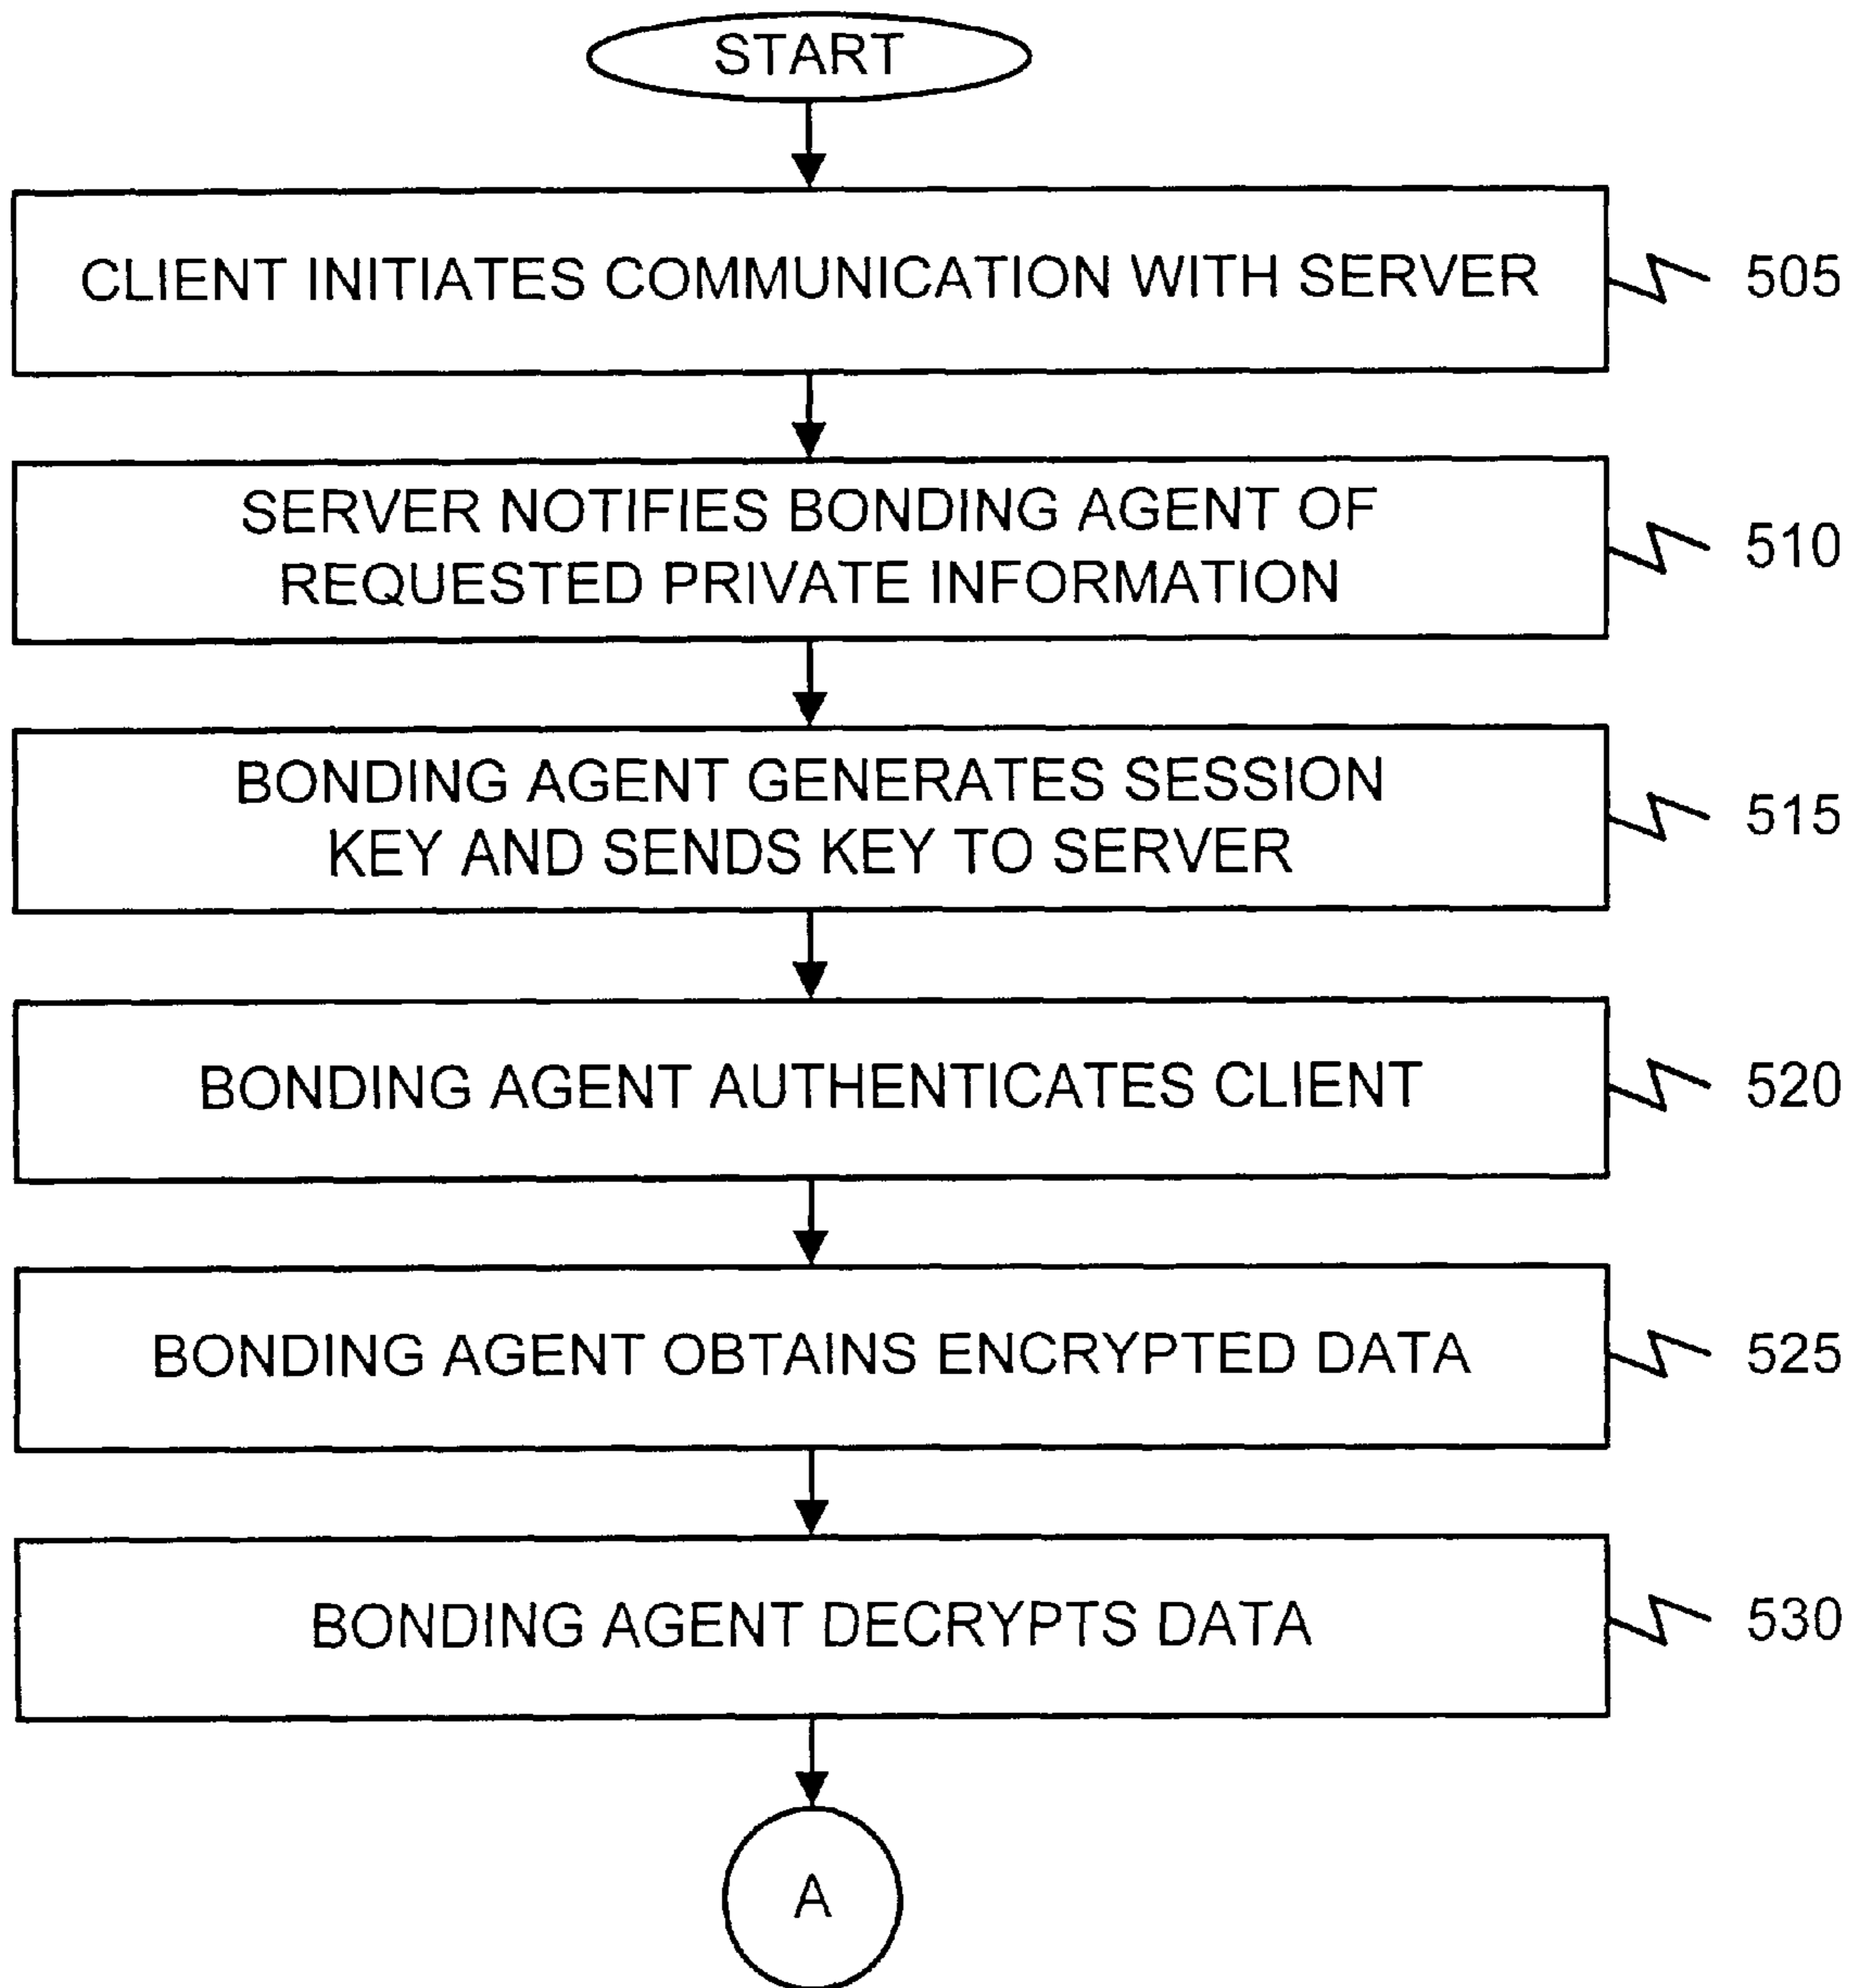 START
CLIENT INITIATES COMMUNICATION WITH SERVER
505
SERVER NOTIFIES BONDING AGENT OF
REQUESTED PRIVATE INFORMATION
510
BONDING AGENT GENERATES SESSION
KEY AND SENDS KEY TO SERVER
515
BONDING AGENT AUTHENTICATES CLIENT
520
BONDING AGENT OBTAINS ENCRYPTED DATA
525
BONDING AGENT DECRYPTS DATA
530
A